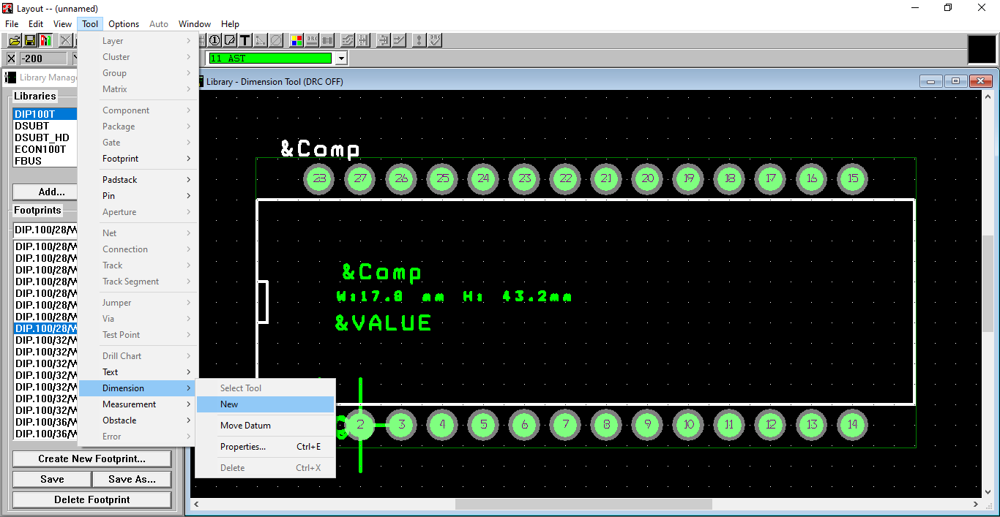 Layout -- (unnamed)
File Edit View Tool Options Auto Window Help
X -200
11 AST
Library Manag
Libraries
DIP100T
DSUBT
DSUBT_HD
ECON100T
FBUS
Add...
Footprints
DIP.100/28/W
DIP.100/28/W
DIP.100/28/W
DIP.100/28/W
DIP.100/28/W
DIP.100/28/W
DIP.100/28/W
DIP.100/28/W
DIP.100/28/W
DIP.100/32/W
DIP.100/32/W
DIP.100/32/W
DIP.100/32/W
DIP.100/32/W
DIP.100/32/W
DIP.100/32/W
DIP.100/36/W
DIP.100/36/W
Create New Footprint...
Save Save As...
Delete Footprint
Layer
Cluster
Group
Matrix
Component
Package
Gate
Footprint
Padstack
Pin
Aperture
Net
Connection
Track
Track Segment
Jumper
Via
Test Point
Drill Chart
Text
Dimension
Measurement
Obstacle
Error
Select Tool
New
Move Datum
Properties... Ctrl+E
Delete Ctrl+X
Library - Dimension Tool (DRC OFF)
&Comp
28 27 26 25 24 23 22 21 20 19 18 17 16 15
&Comp
W:17.8 mm H: 43.2mm
&VALUE
2 3 4 5 6 7 8 9 10 11 12 13 14